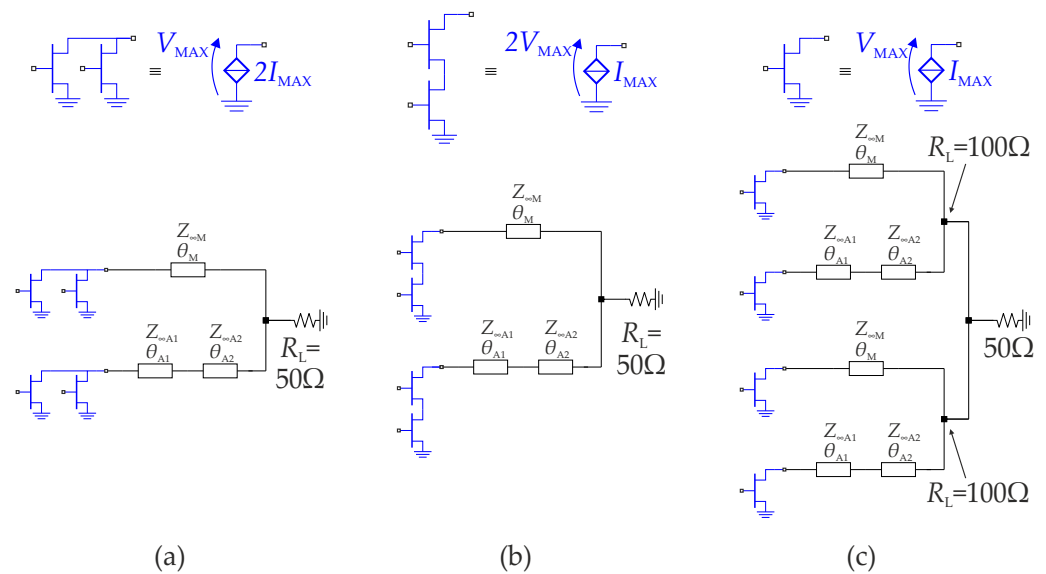 V_MAX
≡
2I_MAX
2V_MAX
≡
I_MAX
V_MAX
≡
I_MAX
Z_∞M
θ_M
Z_∞A1 Z_∞A2
θ_A1 θ_A2
R_L=
50Ω
(a)
Z_∞M
θ_M
Z_∞A1 Z_∞A2
θ_A1 θ_A2
R_L=
50Ω
(b)
Z_∞M
θ_M
R_L=100Ω
Z_∞A1 Z_∞A2
θ_A1 θ_A2
50Ω
Z_∞M
θ_M
Z_∞A1 Z_∞A2
θ_A1 θ_A2
R_L=100Ω
(c)